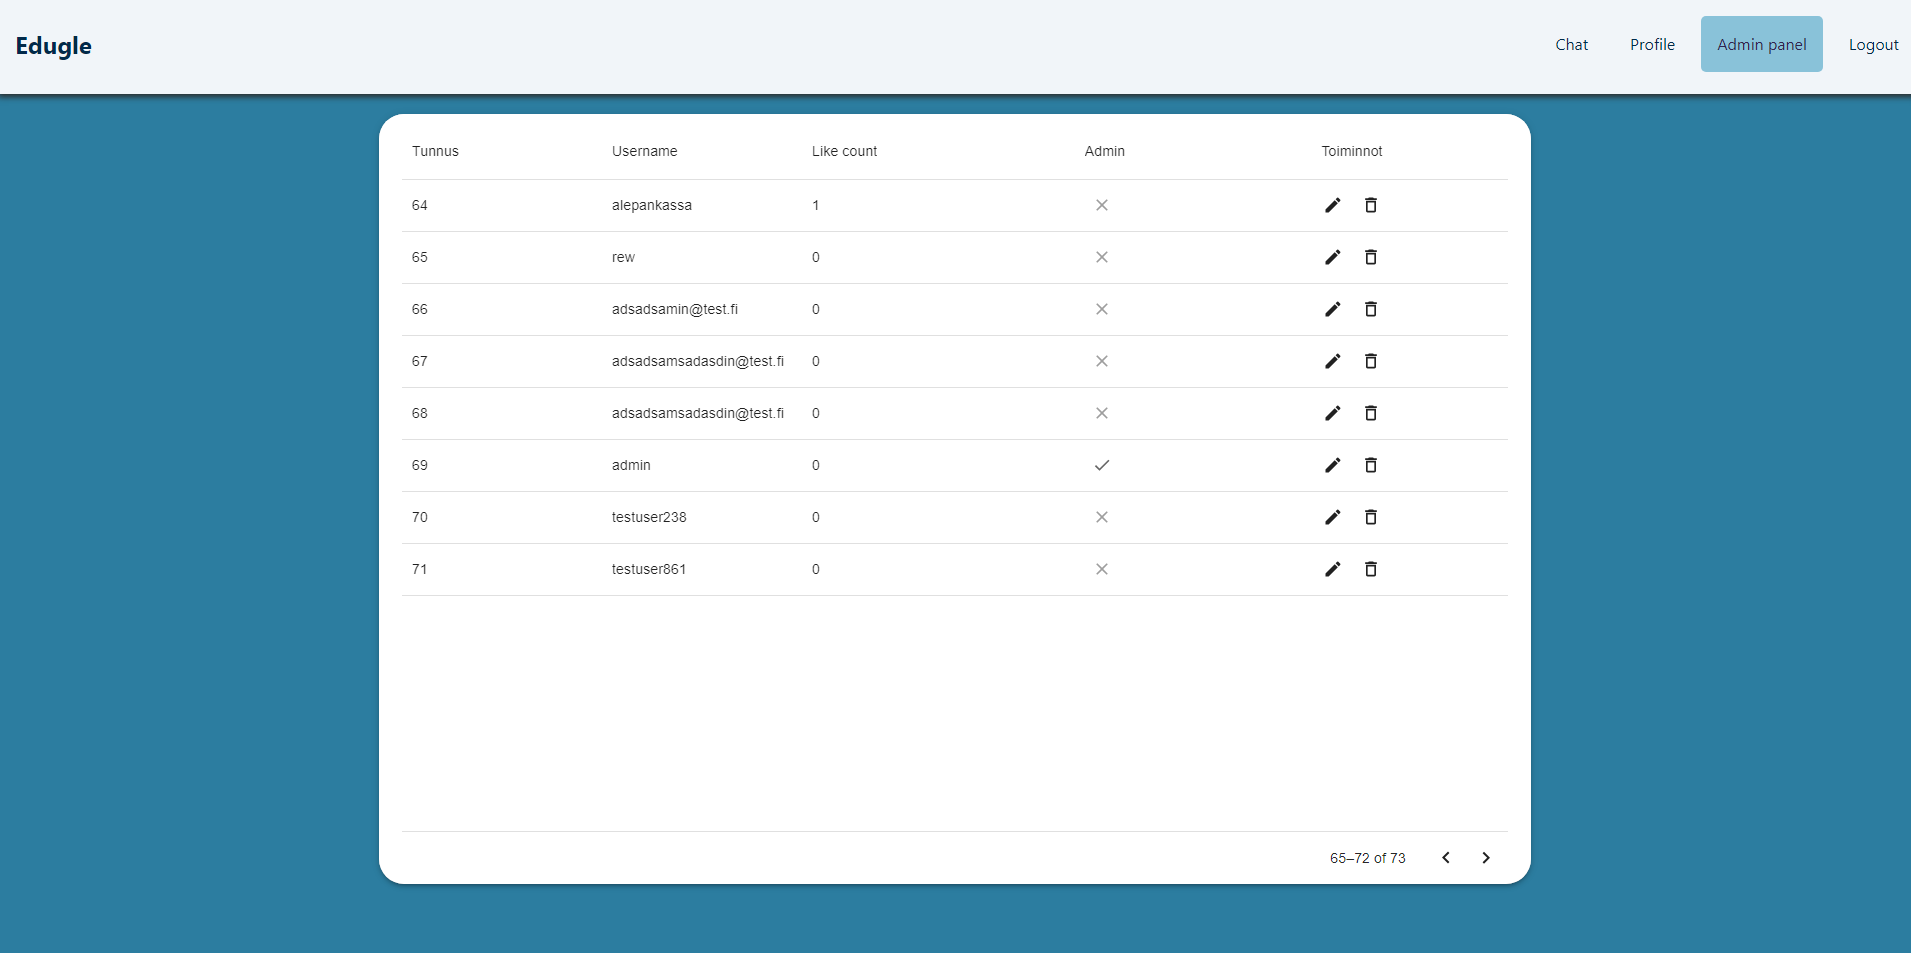 Edugle Chat Profile Admin panel Logout
Tunnus Username Like count Admin Toiminnot
64 alepankassa 1
65 rew 0
66 adsadsamin@test.fi 0
67 adsadsamsadasdin@test.fi 0
68 adsadsamsadasdin@test.fi 0
69 admin 0
70 testuser238 0
71 testuser861 0
65–72 of 73